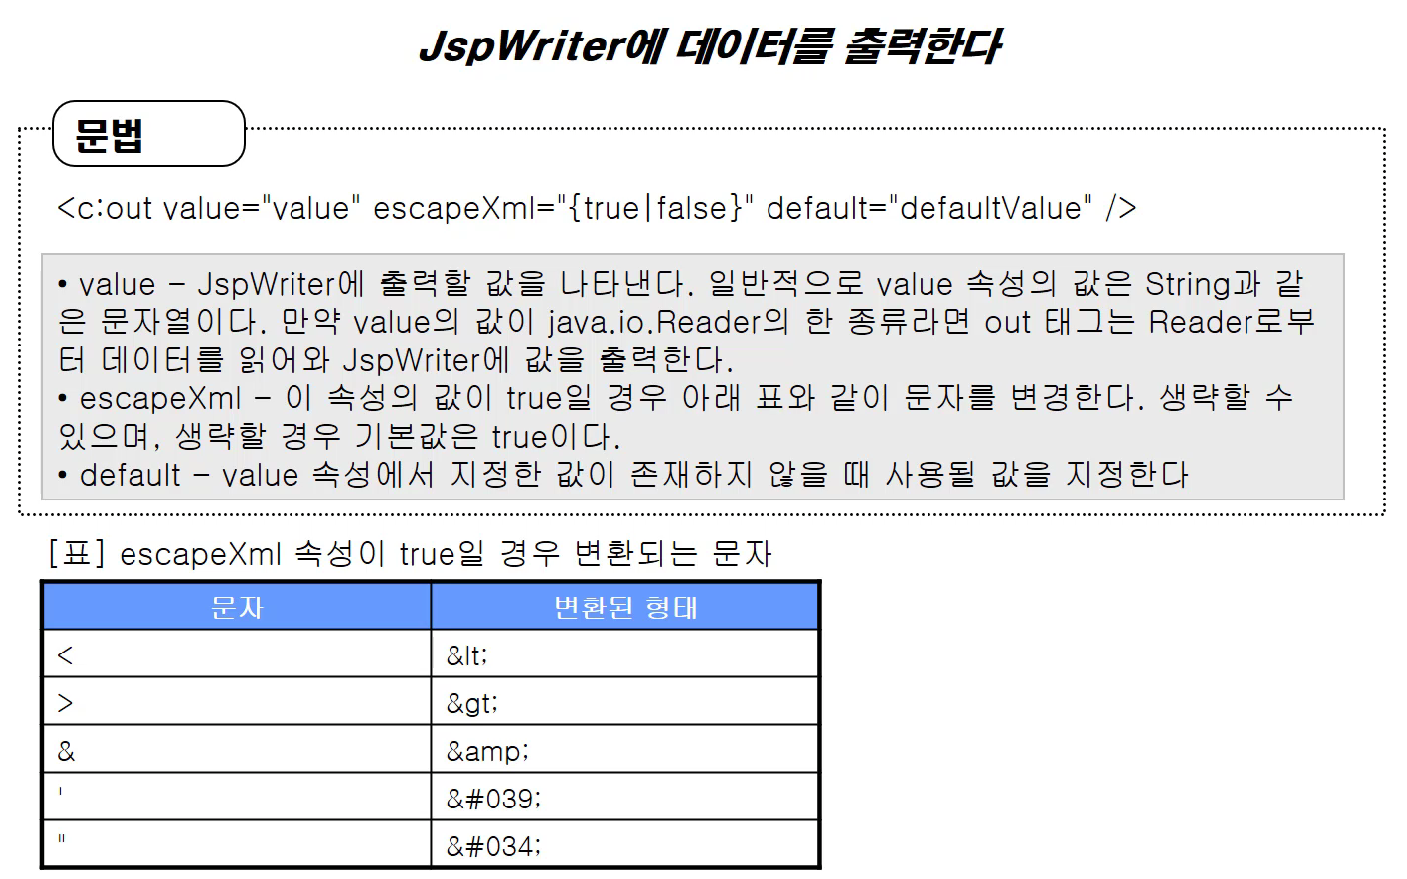 JspWriter에 데이터를 출력한다
문법
<c:out value="value" escapeXml="{true|false}" default="defaultValue" />
• value – JspWriter에 출력할 값을 나타낸다. 일반적으로 value 속성의 값은 String과 같
은 문자열이다. 만약 value의 값이 java.io.Reader의 한 종류라면 out 태그는 Reader로부
터 데이터를 읽어와 JspWriter에 값을 출력한다.
• escapeXml – 이 속성의 값이 true일 경우 아래 표와 같이 문자를 변경한다. 생략할 수
있으며, 생략할 경우 기본값은 true이다.
• default – value 속성에서 지정한 값이 존재하지 않을 때 사용될 값을 지정한다
[표] escapeXml 속성이 true일 경우 변환되는 문자
문자 변환된 형태
< &lt;
> &gt;
& &amp;
' &#039;
" &#034;